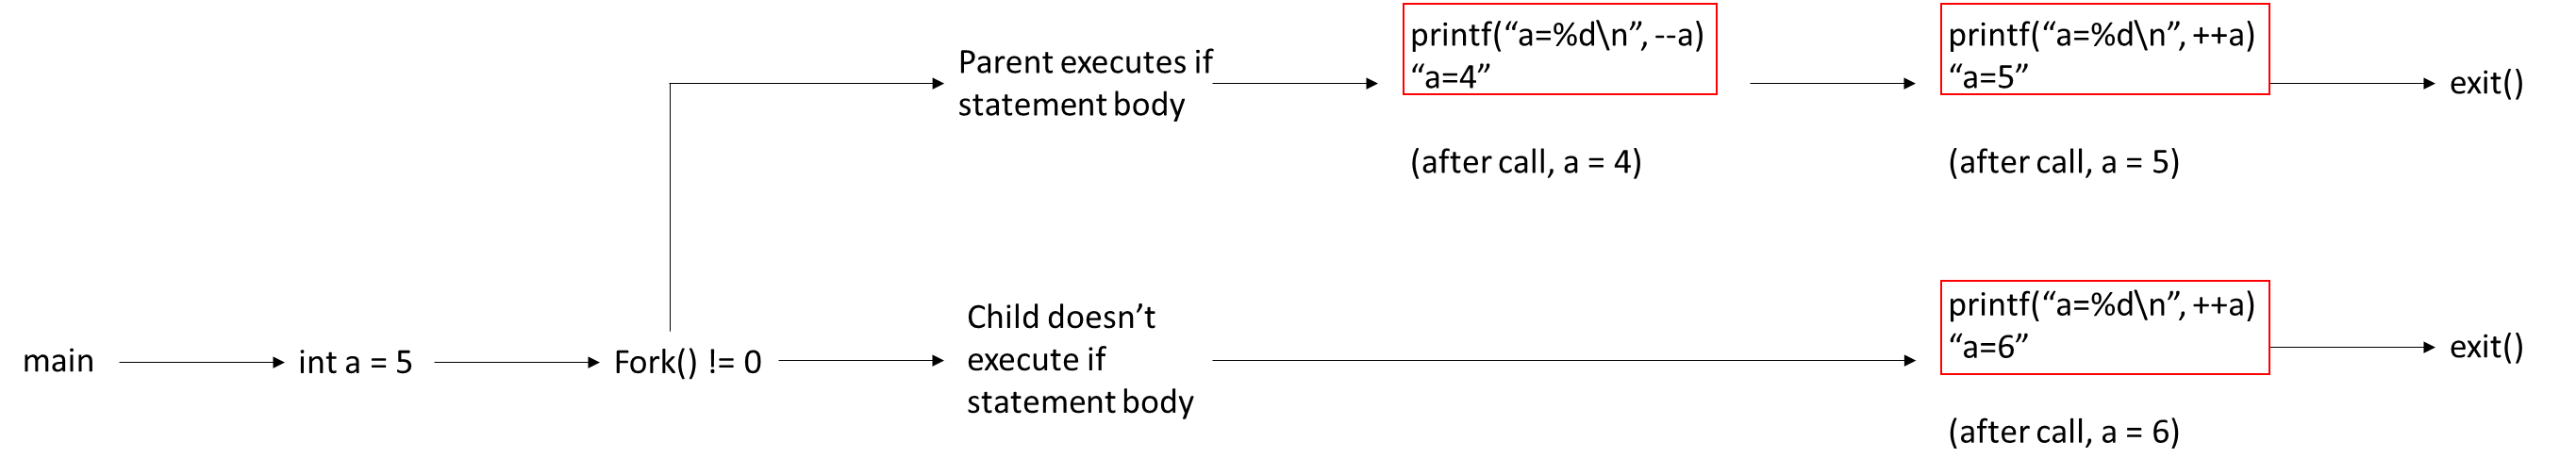 Parent executes if
statement body
printf(“a=%d\n”, --a)
“a=4”
(after call, a = 4)
printf(“a=%d\n”, ++a)
“a=5”
(after call, a = 5)
exit()
main
int a = 5
Fork() != 0
Child doesn’t
execute if
statement body
printf(“a=%d\n”, ++a)
“a=6”
(after call, a = 6)
exit()